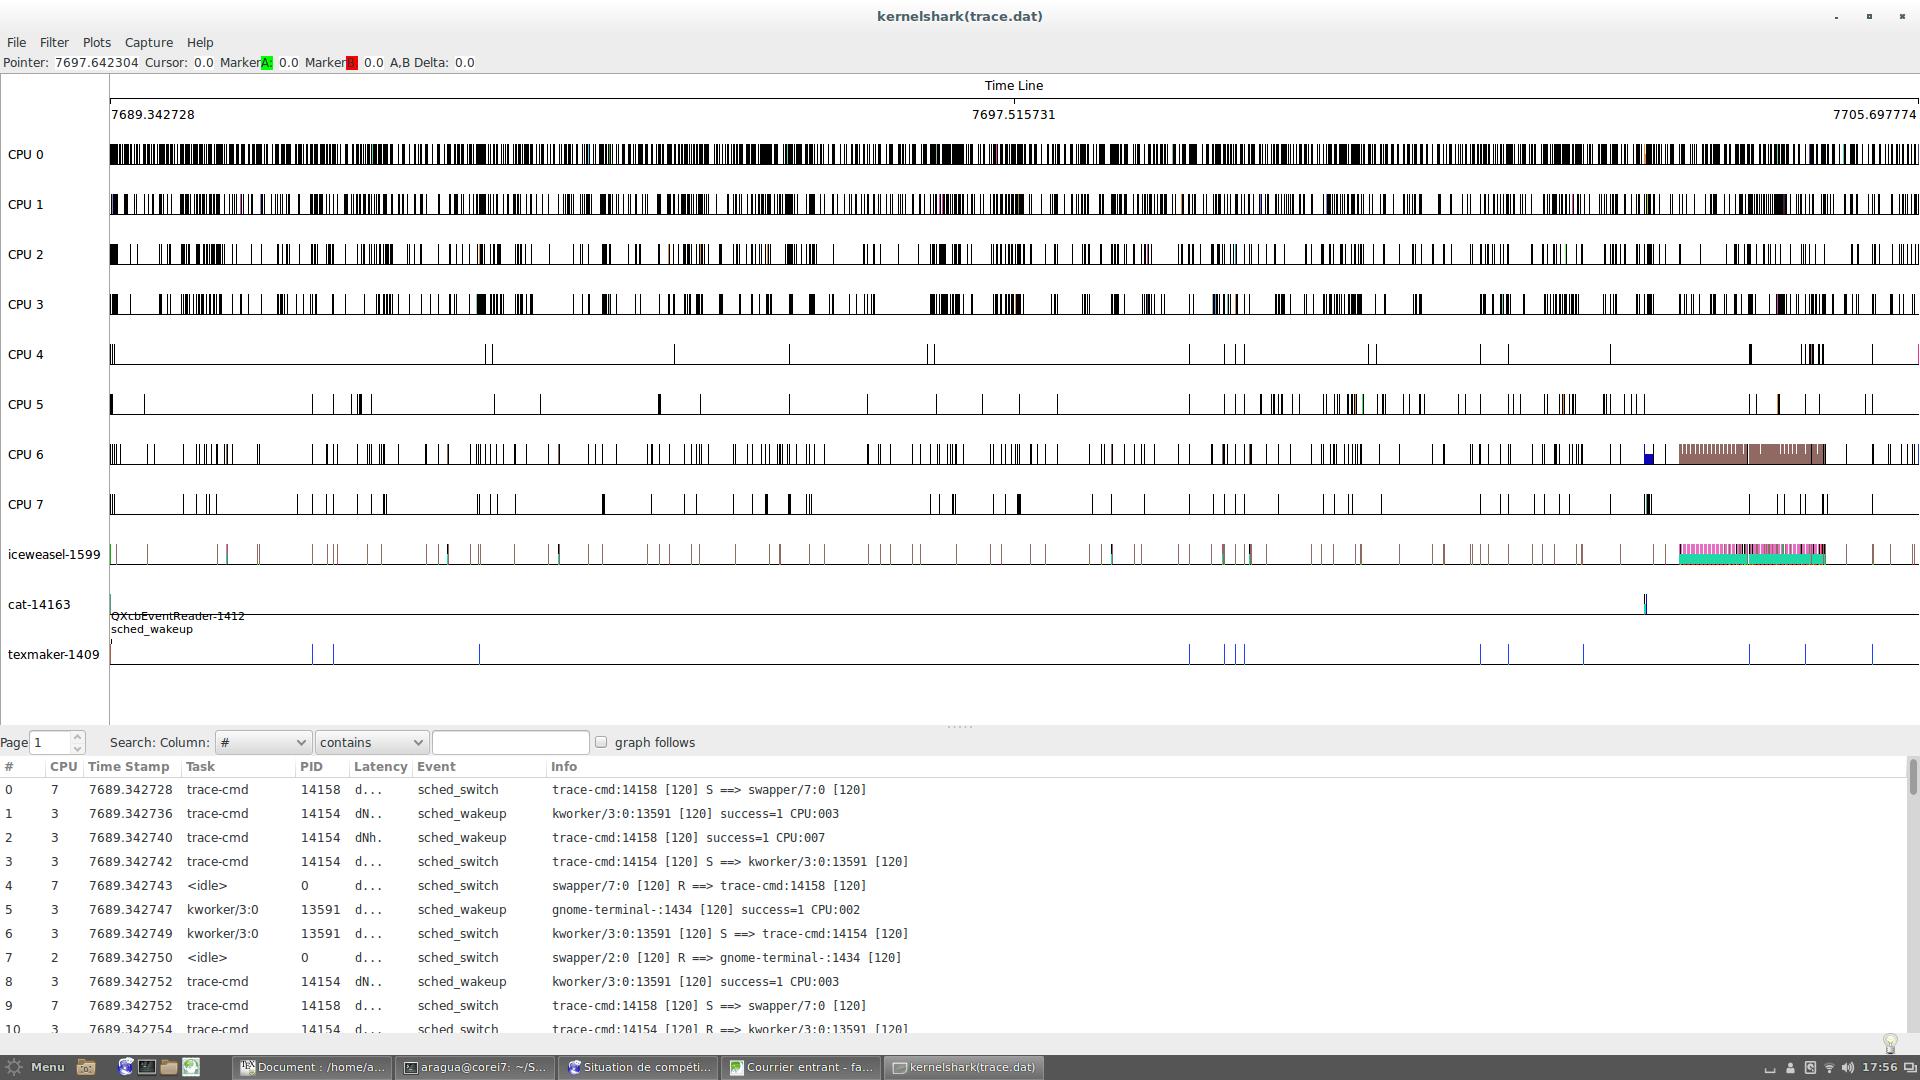 kernelshark(trace.dat)
File Filter Plots Capture Help
Pointer: 7697.642304 Cursor: 0.0 Marker A: 0.0 Marker B: 0.0 A,B Delta: 0.0
Time Line
7689.342728 7697.515731 7705.697774
CPU 0
CPU 1
CPU 2
CPU 3
CPU 4
CPU 5
CPU 6
CPU 7
iceweasel-1599
cat-14163
QXcbEventReader-1412
sched_wakeup
texmaker-1409
Page 1 Search: Column: # contains graph follows
# CPU Time Stamp Task PID Latency Event Info
0 7 7689.342728 trace-cmd 14158 d... sched_switch trace-cmd:14158 [120] S ==> swapper/7:0 [120]
1 3 7689.342736 trace-cmd 14154 dN.. sched_wakeup kworker/3:0:13591 [120] success=1 CPU:003
2 3 7689.342740 trace-cmd 14154 dNh. sched_wakeup trace-cmd:14158 [120] success=1 CPU:007
3 3 7689.342742 trace-cmd 14154 d... sched_switch trace-cmd:14154 [120] S ==> kworker/3:0:13591 [120]
4 7 7689.342743 <idle> 0 d... sched_switch swapper/7:0 [120] R ==> trace-cmd:14158 [120]
5 3 7689.342747 kworker/3:0 13591 d... sched_wakeup gnome-terminal-:1434 [120] success=1 CPU:002
6 3 7689.342749 kworker/3:0 13591 d... sched_switch kworker/3:0:13591 [120] S ==> trace-cmd:14154 [120]
7 2 7689.342750 <idle> 0 d... sched_switch swapper/2:0 [120] R ==> gnome-terminal-:1434 [120]
8 3 7689.342752 trace-cmd 14154 dN.. sched_wakeup kworker/3:0:13591 [120] success=1 CPU:003
9 7 7689.342752 trace-cmd 14158 d... sched_switch trace-cmd:14158 [120] S ==> swapper/7:0 [120]
10 3 7689.342754 trace-cmd 14154 d... sched_switch trace-cmd:14154 [120] R ==> kworker/3:0:13591 [120]
Menu Document : /home/a... aragua@corei7: ~/S... Situation de compéti... Courrier entrant - fa... kernelshark(trace.dat) 17:56